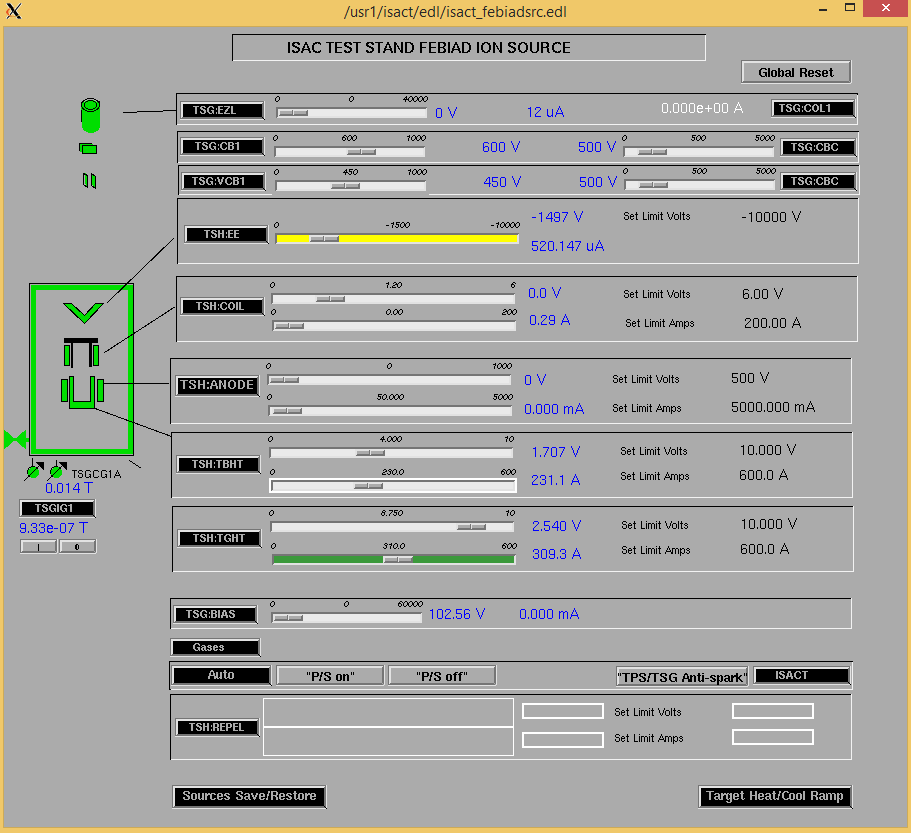 /usr1/isact/edl/isact_febiadsrc.edl
ISAC TEST STAND FEBIAD ION SOURCE
Global Reset
TSG:EZL 0 0 40000 0 V 12 uA 0.000e+00 A TSG:COL1
TSG:CB1 0 600 1000 600 V 500 V 0 500 5000 TSG:CBC
TSG:VCB1 0 450 1000 450 V 500 V 0 500 5000 TSG:CBC
TSH:EE 0 -1500 -10000 -1497 V Set Limit Volts -10000 V
520.147 uA
TSH:COIL 0 1.20 6 0.0 V Set Limit Volts 6.00 V
0 0.00 200 0.29 A Set Limit Amps 200.00 A
TSH:ANODE 0 0 1000 0 V Set Limit Volts 500 V
0 50.000 5000 0.000 mA Set Limit Amps 5000.000 mA
TSH:TBHT 0 4.000 10 1.707 V Set Limit Volts 10.000 V
0 230.0 600 231.1 A Set Limit Amps 600.0 A
TSGCG1A
0.014 T
TSGIG1
9.33e-07 T
I 0
TSH:TGHT 0 8.750 10 2.540 V Set Limit Volts 10.000 V
0 310.0 600 309.3 A Set Limit Amps 600.0 A
TSG:BIAS 0 0 60000 102.56 V 0.000 mA
Gases
Auto "P/S on" "P/S off" "TPS/TSG Anti-spark" ISACT
TSH:REPEL Set Limit Volts
Set Limit Amps
Sources Save/Restore Target Heat/Cool Ramp